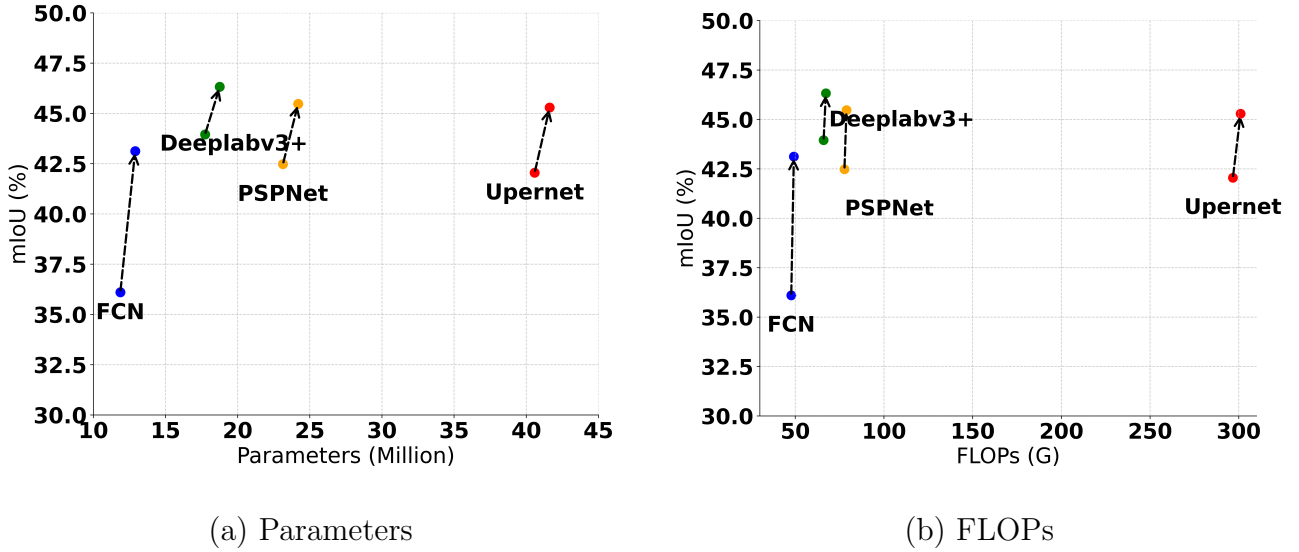 50.0
47.5
45.0
42.5
40.0
37.5
35.0
32.5
30.0
mIoU (%)
Deeplabv3+
PSPNet
Upernet
FCN
10 15 20 25 30 35 40 45
Parameters (Million)
(a) Parameters
50.0
47.5
45.0
42.5
40.0
37.5
35.0
32.5
30.0
mIoU (%)
Deeplabv3+
PSPNet
Upernet
FCN
50 100 150 200 250 300
FLOPs (G)
(b) FLOPs